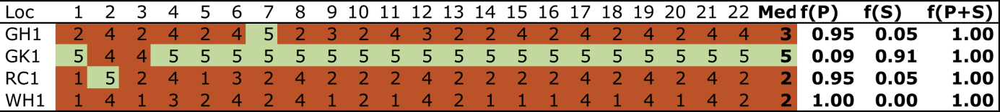 Loc 1 2 3 4 5 6 7 8 9 10 11 12 13 14 15 16 17 18 19 20 21 22 Med f(P) f(S) f(P+S)
GH1 2 4 2 4 2 4 5 2 3 2 4 3 2 2 4 2 4 2 4 2 4 4 3 0.95 0.05 1.00
GK1 5 4 4 5 5 5 5 5 5 5 5 5 5 5 5 5 5 5 5 5 5 5 5 0.09 0.91 1.00
RC1 1 5 2 4 1 3 2 4 2 2 2 4 2 2 2 2 4 2 4 2 4 2 2 0.95 0.05 1.00
WH1 1 4 1 3 2 4 2 4 1 2 1 4 2 1 1 1 4 1 4 1 4 2 2 1.00 0.00 1.00